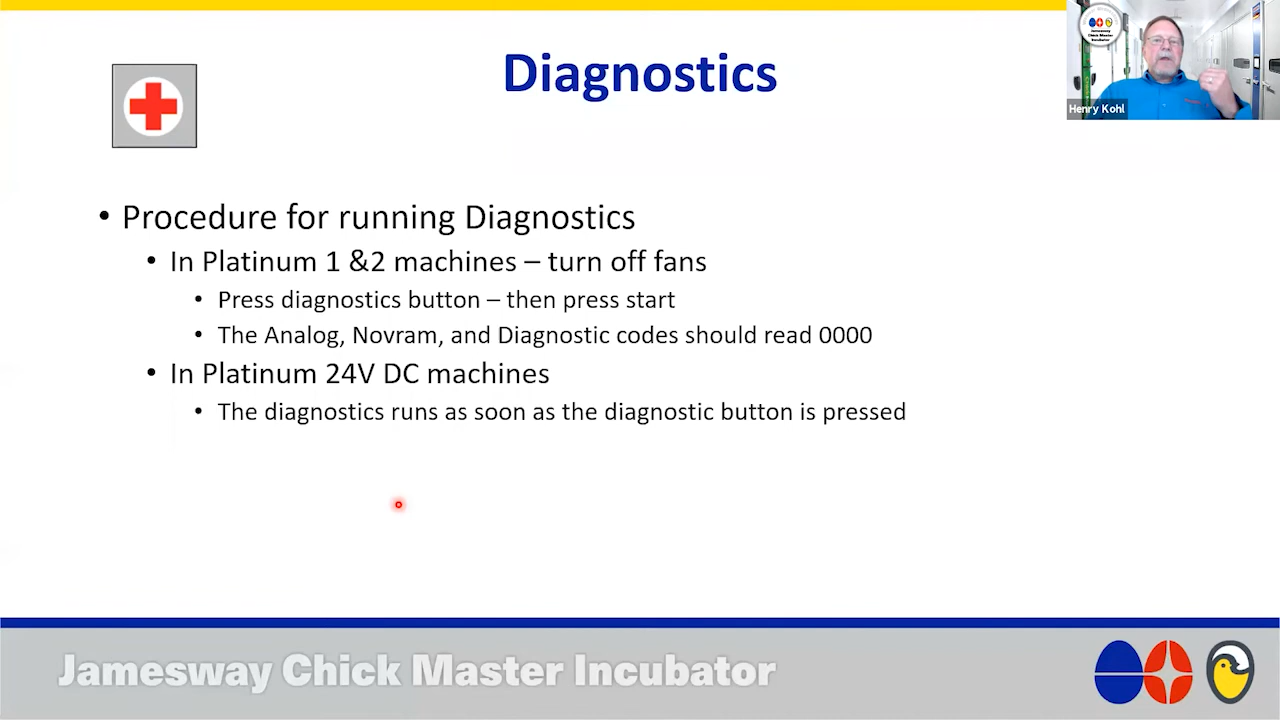 Diagnostics
Henry Kohl
• Procedure for running Diagnostics
• In Platinum 1 &2 machines – turn off fans
• Press diagnostics button – then press start
• The Analog, Novram, and Diagnostic codes should read 0000
• In Platinum 24V DC machines
• The diagnostics runs as soon as the diagnostic button is pressed
Jamesway Chick Master Incubator